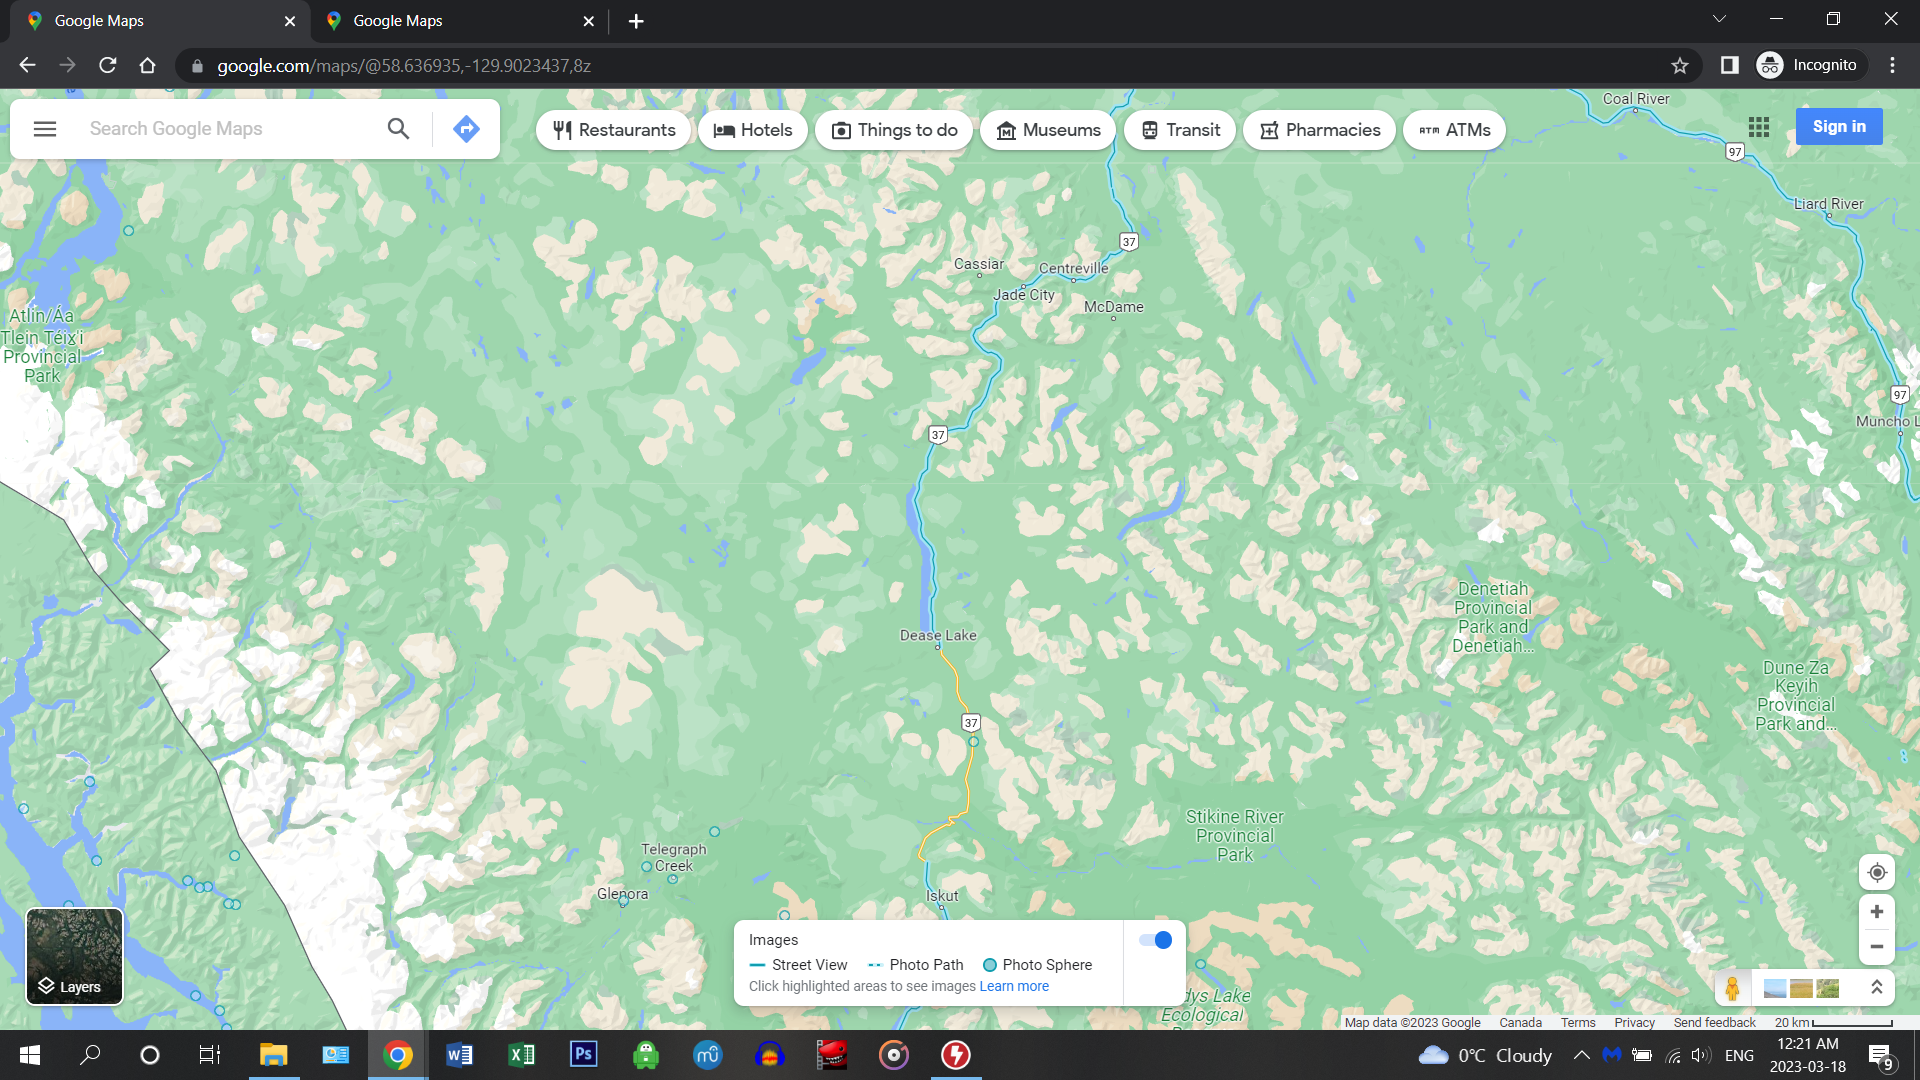 Google Maps
Google Maps
google.com/maps/@58.636935,-129.9023437,8z
Incognito
Search Google Maps
Restaurants
Hotels
Things to do
Museums
Transit
Pharmacies
ATM ATMs
Sign in
Coal River
97
Liard River
37
Cassiar
Centreville
Jade City
McDame
Atlin/Áa
Tlein Téix'i
Provincial
Park
97
Muncho L
37
Denetiah
Provincial
Park and
Denetiah...
Dease Lake
Dune Za
Keyih
Provincial
Park and...
37
Stikine River
Provincial
Park
Telegraph
Creek
Glenora
Iskut
Images
Street View
Photo Path
Photo Sphere
Click highlighted areas to see images Learn more
dys Lake
Ecological
Layers
Map data ©2023 Google
Canada
Terms
Privacy
Send feedback
20 km
W
X
Ps
0°C Cloudy
ENG
12:21 AM
2023-03-18
9